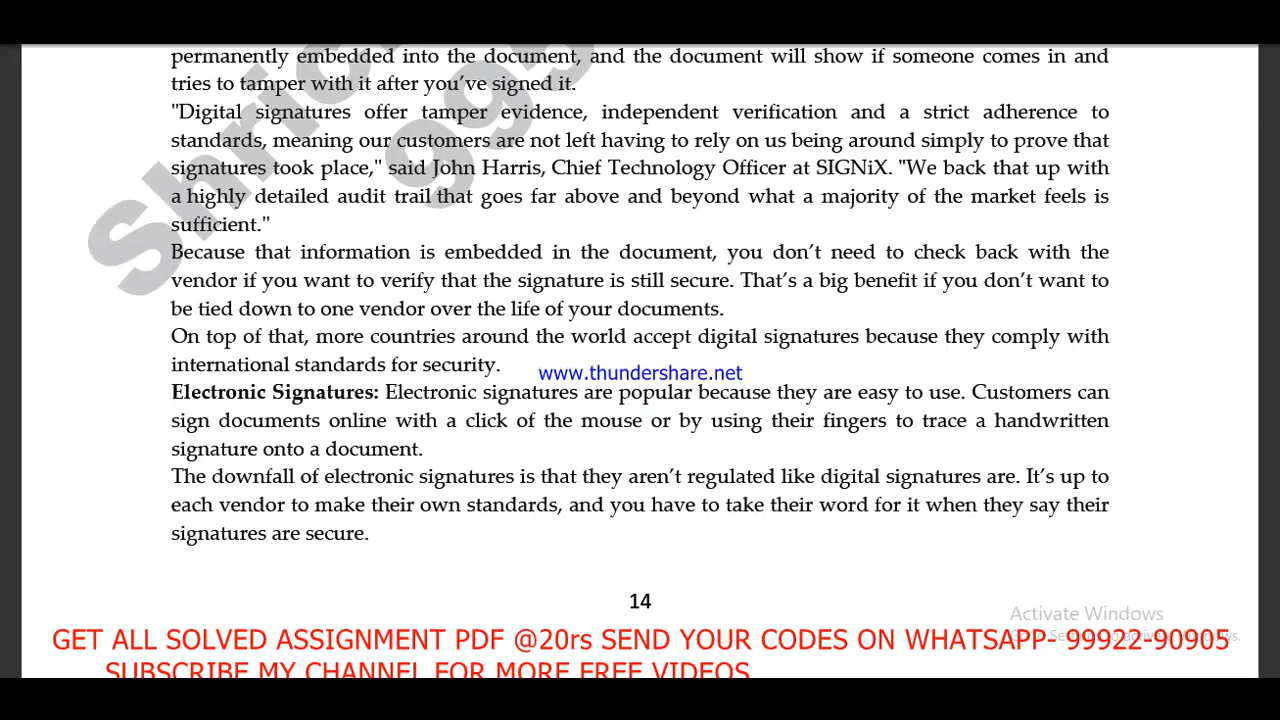 permanently embedded into the document, and the document will show if someone comes in and
tries to tamper with it after you’ve signed it.
"Digital signatures offer tamper evidence, independent verification and a strict adherence to
standards, meaning our customers are not left having to rely on us being around simply to prove that
signatures took place," said John Harris, Chief Technology Officer at SIGNiX. "We back that up with
a highly detailed audit trail that goes far above and beyond what a majority of the market feels is
sufficient."
Because that information is embedded in the document, you don’t need to check back with the
vendor if you want to verify that the signature is still secure. That’s a big benefit if you don’t want to
be tied down to one vendor over the life of your documents.
On top of that, more countries around the world accept digital signatures because they comply with
international standards for security.
www.thundershare.net
Electronic Signatures: Electronic signatures are popular because they are easy to use. Customers can
sign documents online with a click of the mouse or by using their fingers to trace a handwritten
signature onto a document.
The downfall of electronic signatures is that they aren’t regulated like digital signatures are. It’s up to
each vendor to make their own standards, and you have to take their word for it when they say their
signatures are secure.
14
Activate Windows
GET ALL SOLVED ASSIGNMENT PDF @20rs SEND YOUR CODES ON WHATSAPP- 99922-90905
SUBSCRIBE MY CHANNEL FOR MORE FREE VIDEOS